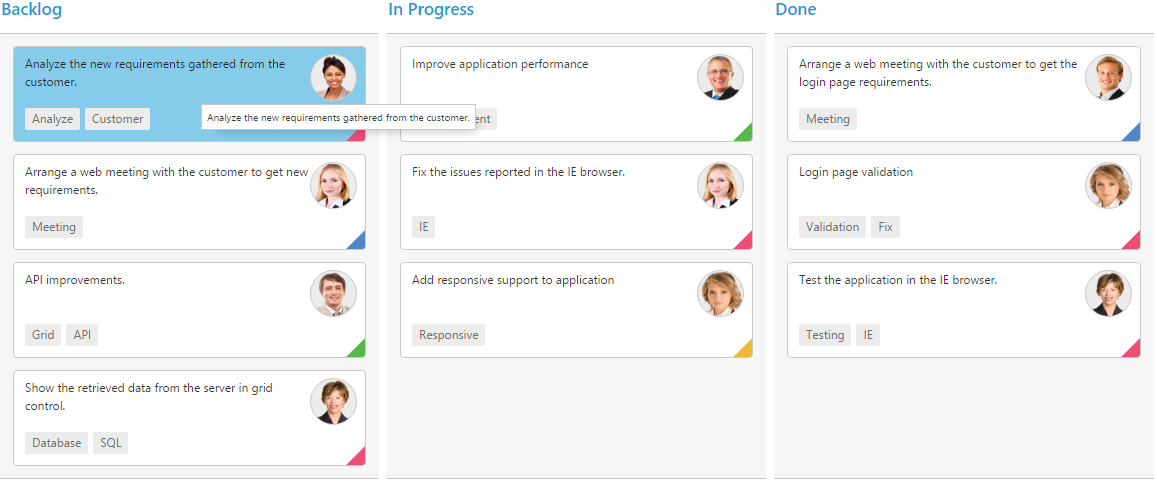 Backlog
Analyze the new requirements gathered from the
customer.
Analyze
Customer
Analyze the new requirements gathered from the customer.
Arrange a web meeting with the customer to get new
requirements.
Meeting
API improvements.
Grid
API
Show the retrieved data from the server in grid
control.
Database
SQL
In Progress
Improve application performance
Fix the issues reported in the IE browser.
IE
Add responsive support to application
Responsive
Done
Arrange a web meeting with the customer to get the
login page requirements.
Meeting
Login page validation
Validation
Fix
Test the application in the IE browser.
Testing
IE